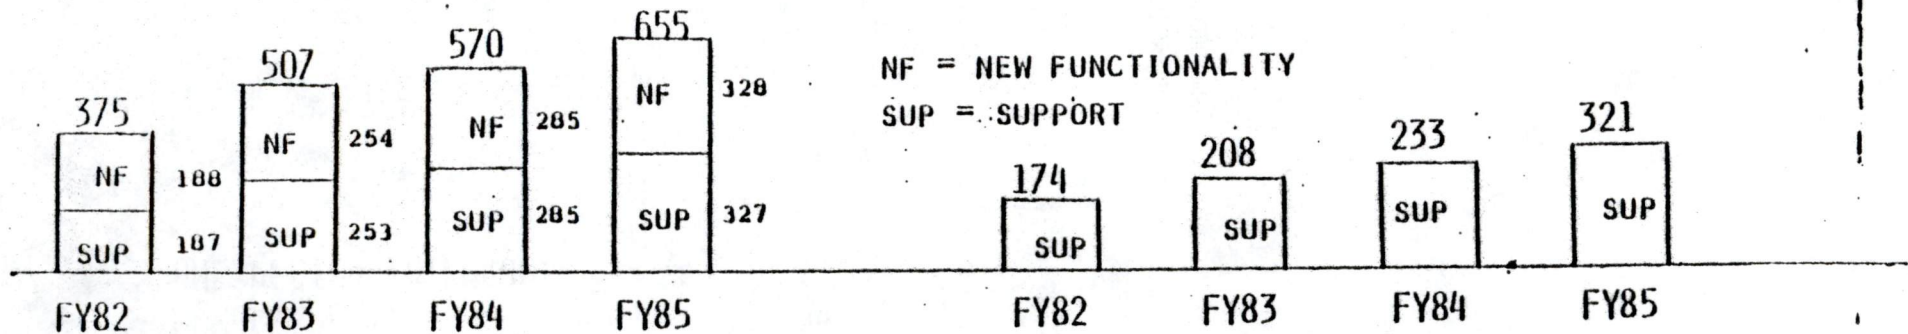 375
NF
188
SUP
187
FY82
507
NF
254
SUP
253
FY83
570
NF
285
SUP
285
FY84
655
NF
328
SUP
327
FY85
NF = NEW FUNCTIONALITY
SUP = SUPPORT
174
SUP
FY82
208
SUP
FY83
233
SUP
FY84
321
SUP
FY85